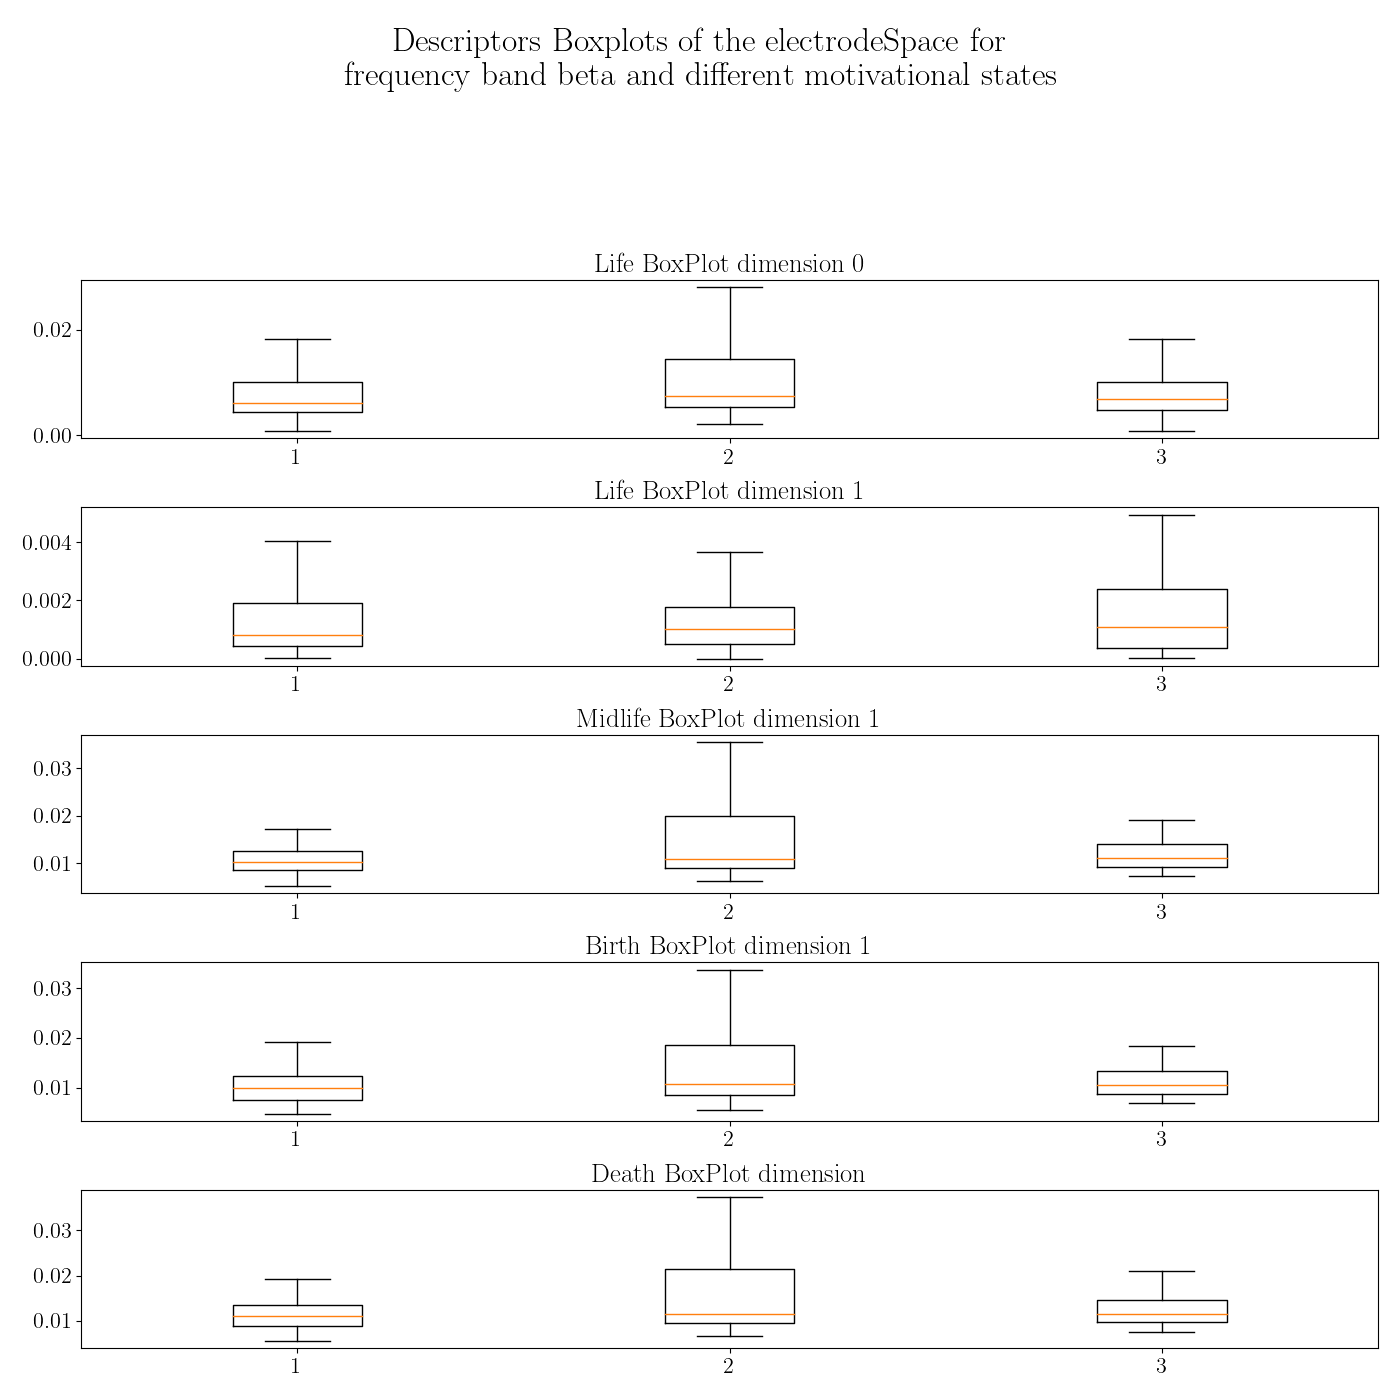 Descriptors Boxplots of the electrodeSpace for
frequency band beta and different motivational states
Life BoxPlot dimension 0
0.02
0.00
1 2 3
Life BoxPlot dimension 1
0.004
0.002
0.000
1 2 3
Midlife BoxPlot dimension 1
0.03
0.02
0.01
1 2 3
Birth BoxPlot dimension 1
0.03
0.02
0.01
1 2 3
Death BoxPlot dimension
0.03
0.02
0.01
1 2 3